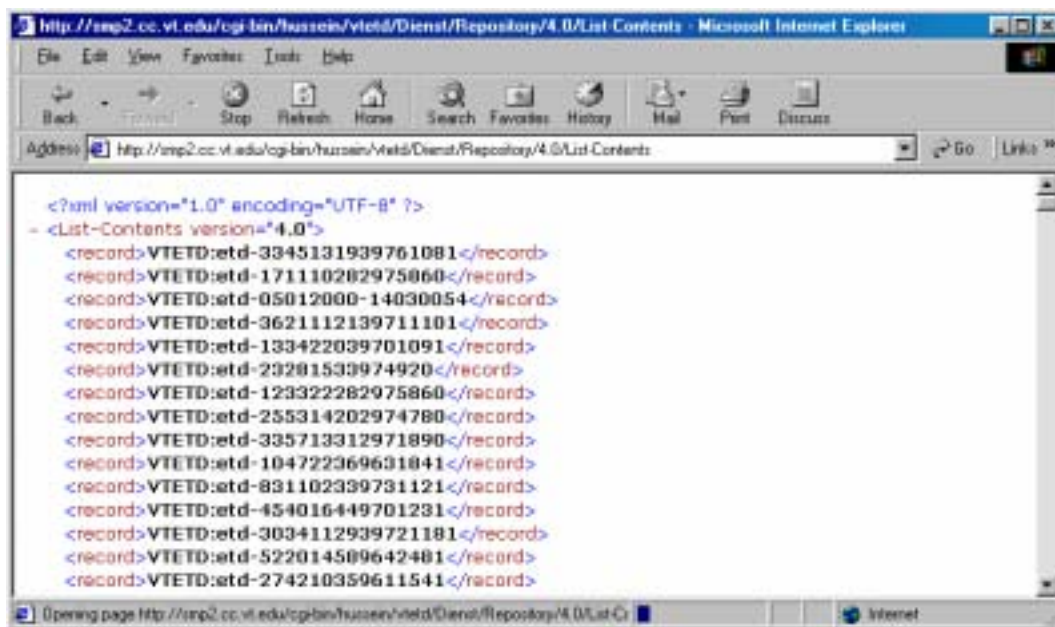 http://smp2.cc.vt.edu/cgi-bin/hussein/vtetd/Dienst/Repository/4.0/List-Contents - Microsoft Internet Explorer
File Edit View Favorites Tools Help
Back Forward Stop Refresh Home Search Favorites History Mail Print Discuss
Address http://smp2.cc.vt.edu/cgi-bin/hussein/vtetd/Dienst/Repository/4.0/List-Contents Go Links »
<?xml version="1.0" encoding="UTF-8" ?>
- <List-Contents version="4.0">
<record>VTETD:etd-33451319397610​81</record>
<record>VTETD:etd-171110282975860</record>
<record>VTETD:etd-05012000-14030054</record>
<record>VTETD:etd-3621112139711101</record>
<record>VTETD:etd-133422039701091</record>
<record>VTETD:etd-23281533974920</record>
<record>VTETD:etd-123322282975860</record>
<record>VTETD:etd-255314202974780</record>
<record>VTETD:etd-335713312971890</record>
<record>VTETD:etd-104722369631841</record>
<record>VTETD:etd-831102339731121</record>
<record>VTETD:etd-454016449701231</record>
<record>VTETD:etd-3034112939721181</record>
<record>VTETD:etd-522014589642481</record>
<record>VTETD:etd-274210359611541</record>
Opening page http://smp2.cc.vt.edu/cgi-bin/hussein/vtetd/Dienst/Repository/4.0/List-C Internet